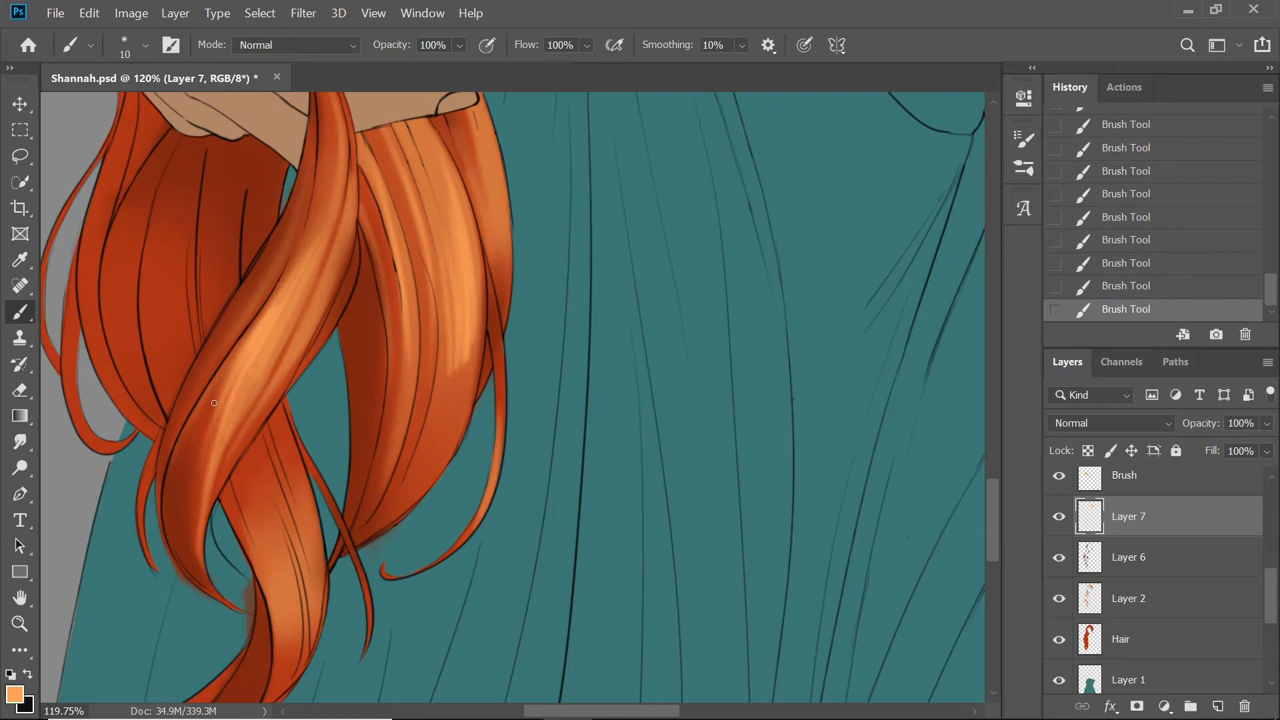 Ps File Edit Image Layer Type Select Filter 3D View Window Help
10 Mode: Normal Opacity: 100% Flow: 100% Smoothing: 10%
Shannah.psd @ 120% (Layer 7, RGB/8*) *
History Actions
Brush Tool
Brush Tool
Brush Tool
Brush Tool
Brush Tool
Brush Tool
Brush Tool
Brush Tool
Brush Tool
Layers Channels Paths
Kind
Normal Opacity: 100%
Lock: Fill: 100%
Brush
Layer 7
Layer 6
Layer 2
Hair
Layer 1
119.75% Doc: 34.9M/339.3M